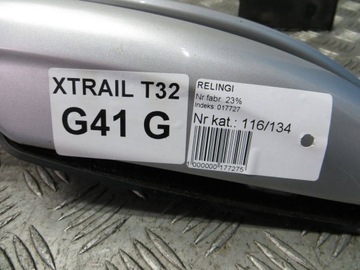 XTRAIL T32
G41 G
RELINGI
Nr fabr. 23%
Indeks 017727
Nr kat.: 116/134
1000000177275